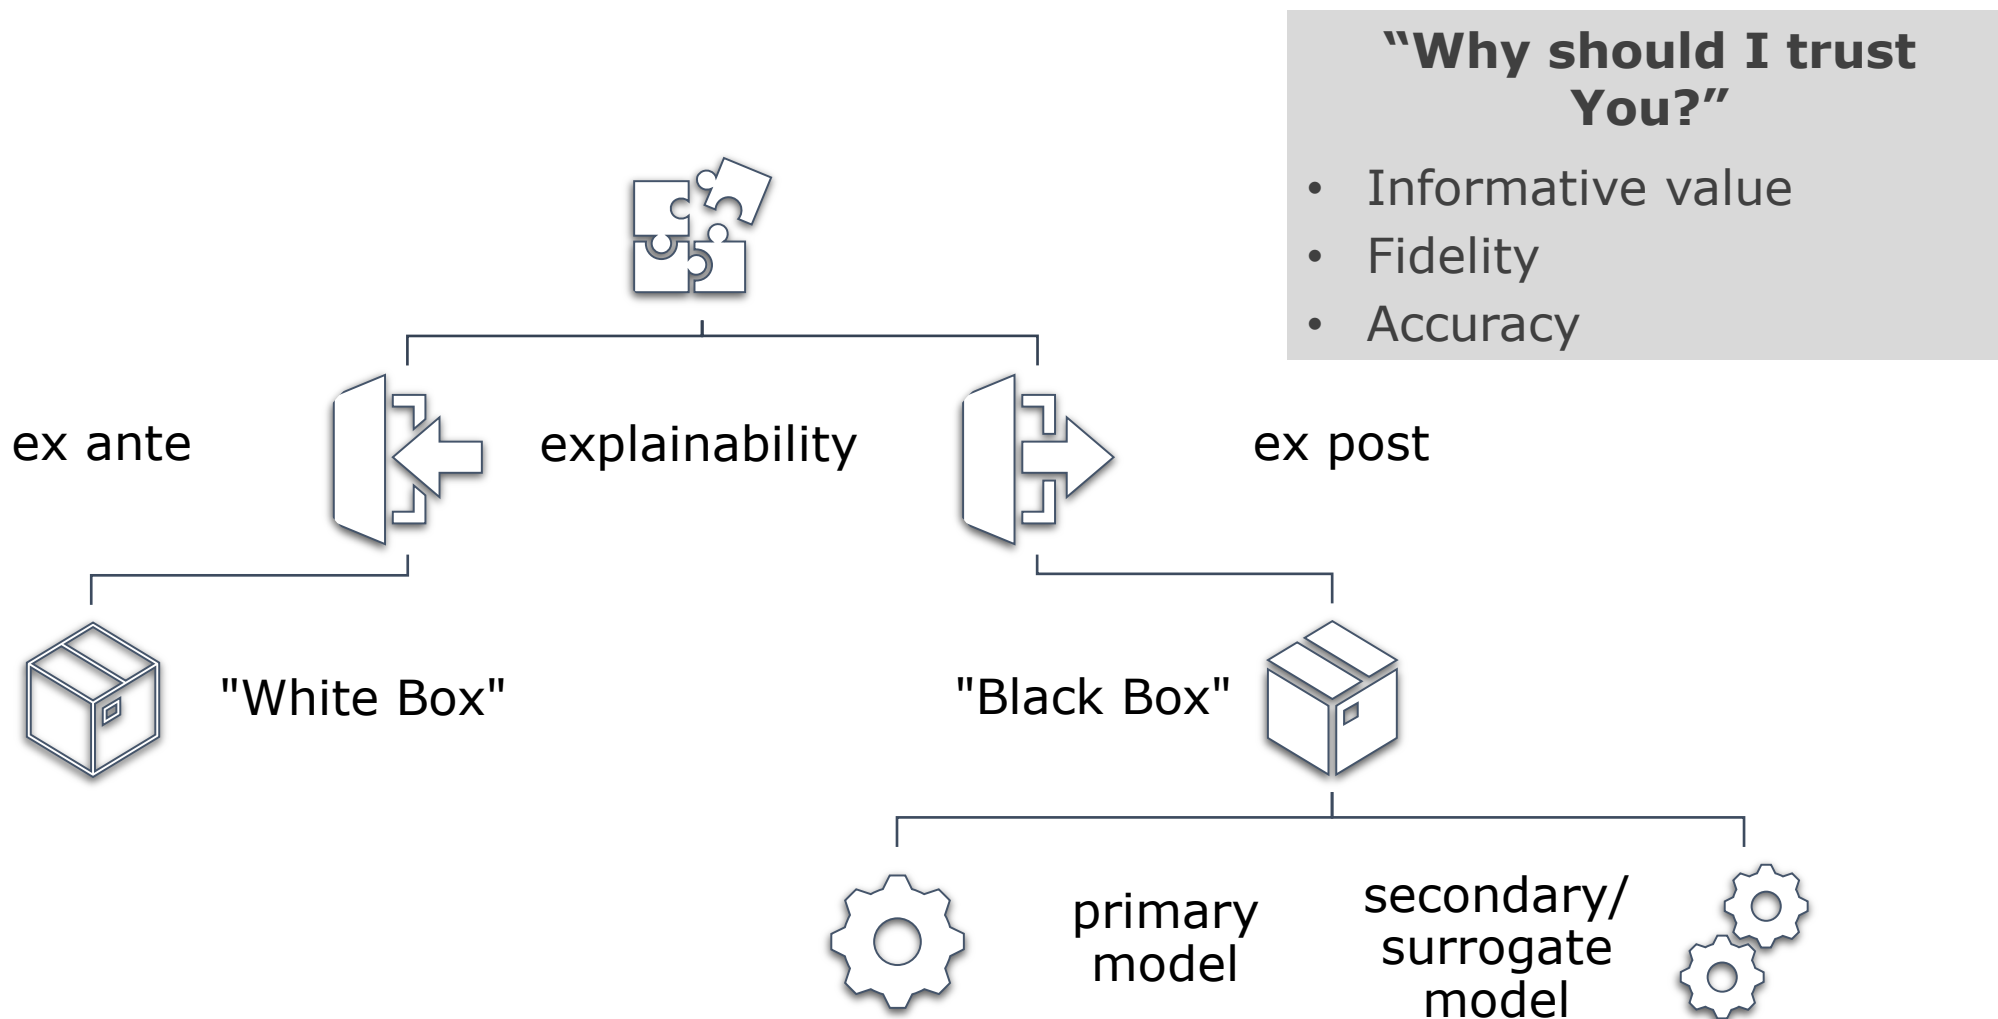 “Why should I trust
You?”
• Informative value
• Fidelity
• Accuracy
ex ante
explainability
ex post
"White Box"
"Black Box"
primary
model
secondary/
surrogate
model